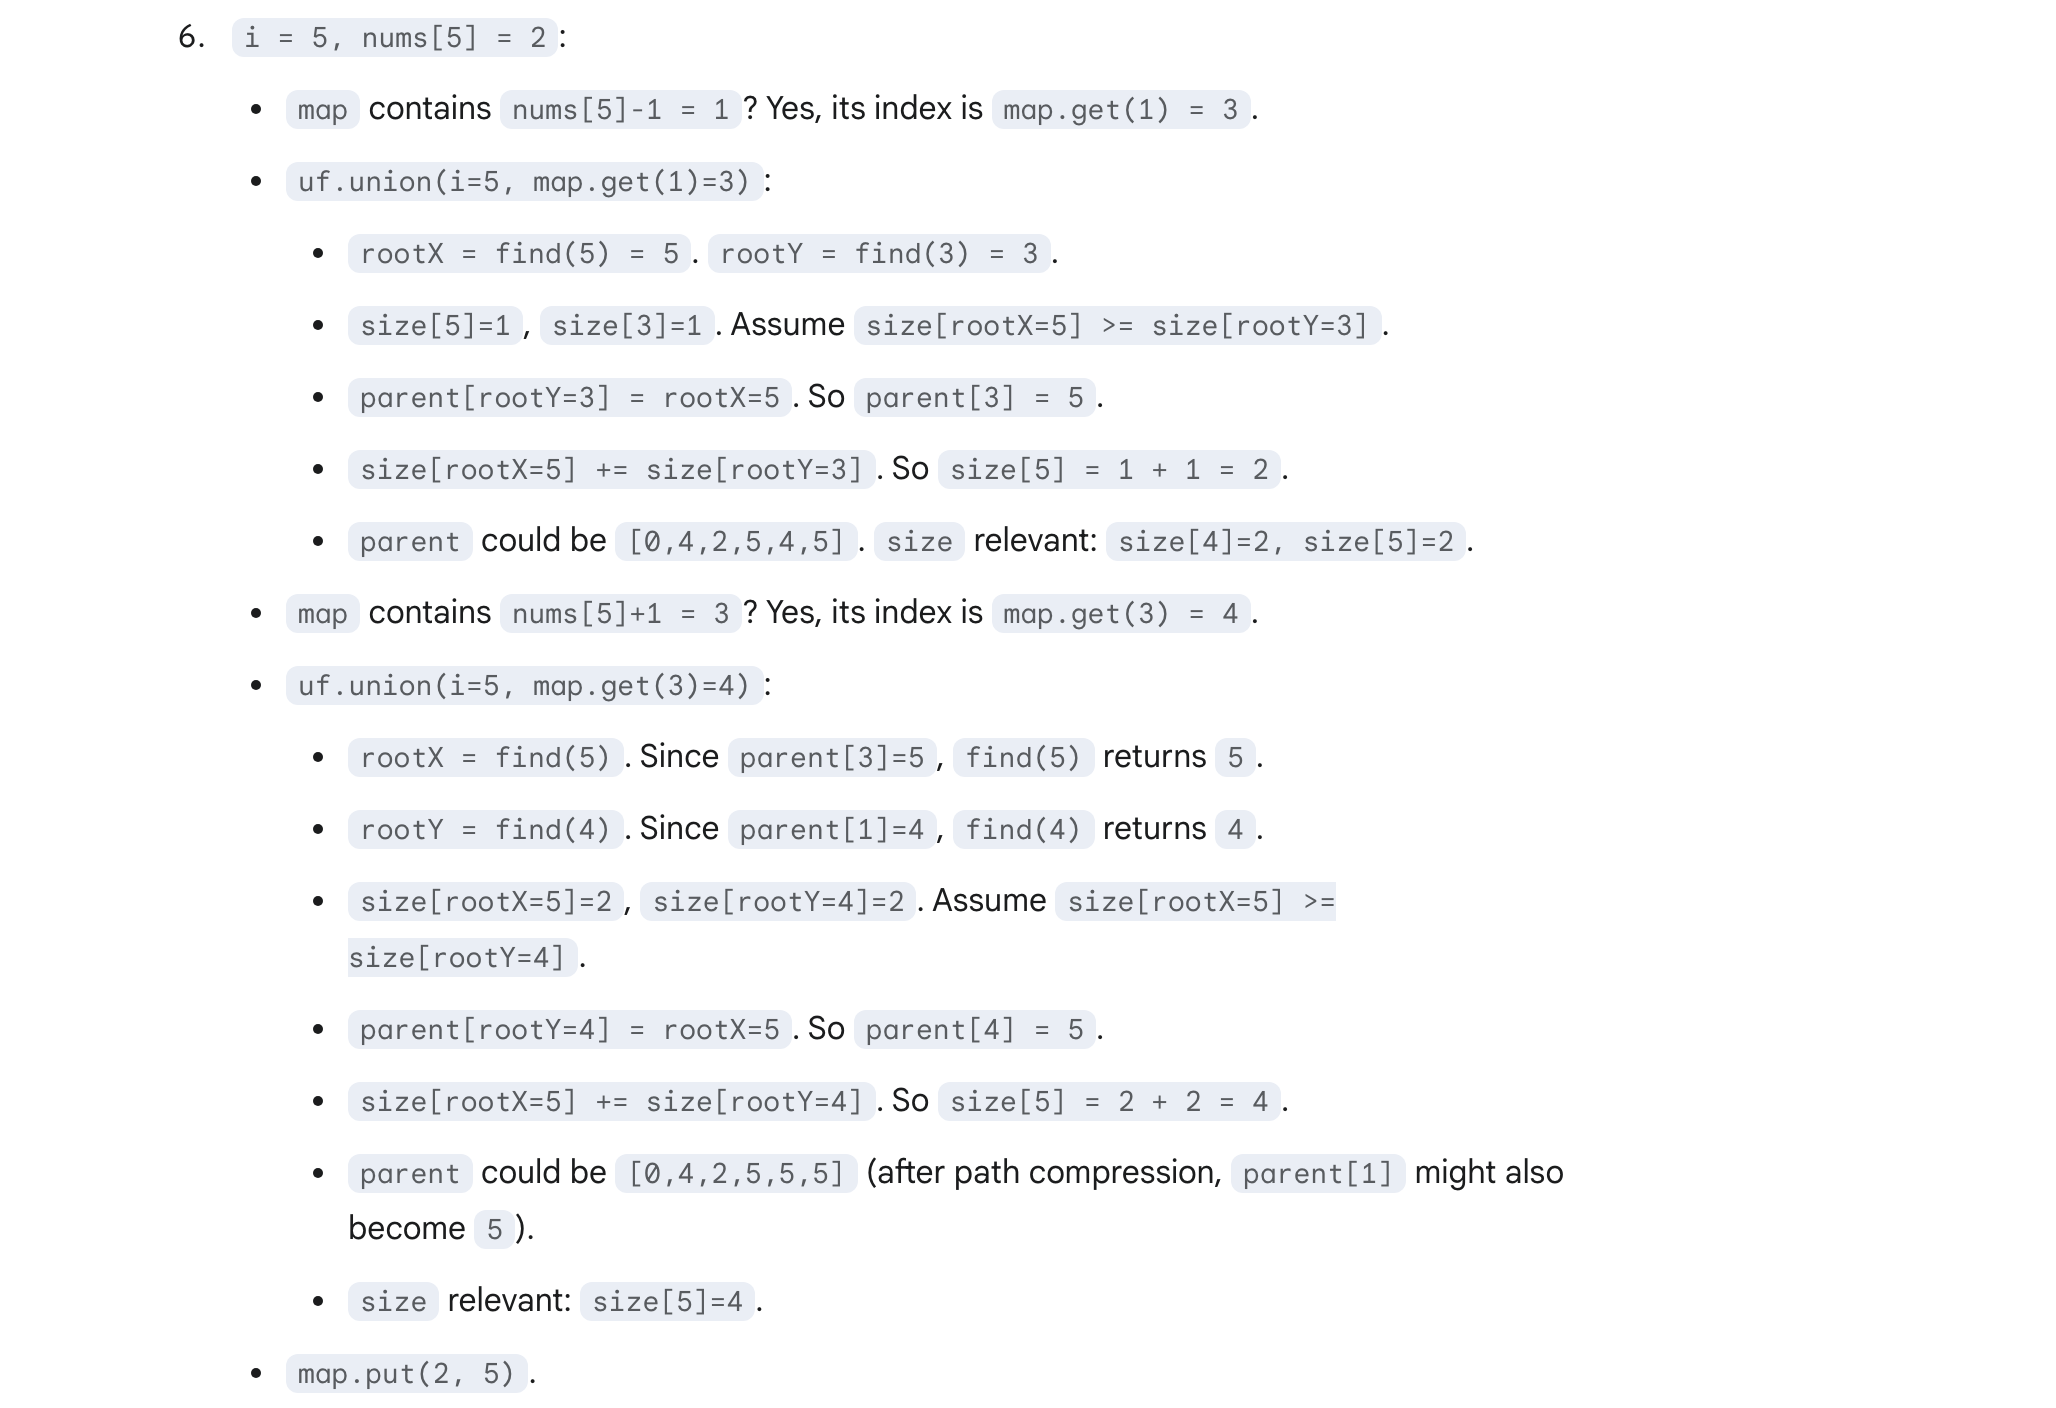 6. i = 5, nums[5] = 2:
• map contains nums[5]-1 = 1? Yes, its index is map.get(1) = 3.
• uf.union(i=5, map.get(1)=3):
• rootX = find(5) = 5. rootY = find(3) = 3.
• size[5]=1, size[3]=1. Assume size[rootX=5] >= size[rootY=3].
• parent[rootY=3] = rootX=5. So parent[3] = 5.
• size[rootX=5] += size[rootY=3]. So size[5] = 1 + 1 = 2.
• parent could be [0,4,2,5,4,5]. size relevant: size[4]=2, size[5]=2.
• map contains nums[5]+1 = 3? Yes, its index is map.get(3) = 4.
• uf.union(i=5, map.get(3)=4):
• rootX = find(5). Since parent[3]=5, find(5) returns 5.
• rootY = find(4). Since parent[1]=4, find(4) returns 4.
• size[rootX=5]=2, size[rootY=4]=2. Assume size[rootX=5] >=
size[rootY=4].
• parent[rootY=4] = rootX=5. So parent[4] = 5.
• size[rootX=5] += size[rootY=4]. So size[5] = 2 + 2 = 4.
• parent could be [0,4,2,5,5,5] (after path compression, parent[1] might also
become 5).
• size relevant: size[5]=4.
• map.put(2, 5).